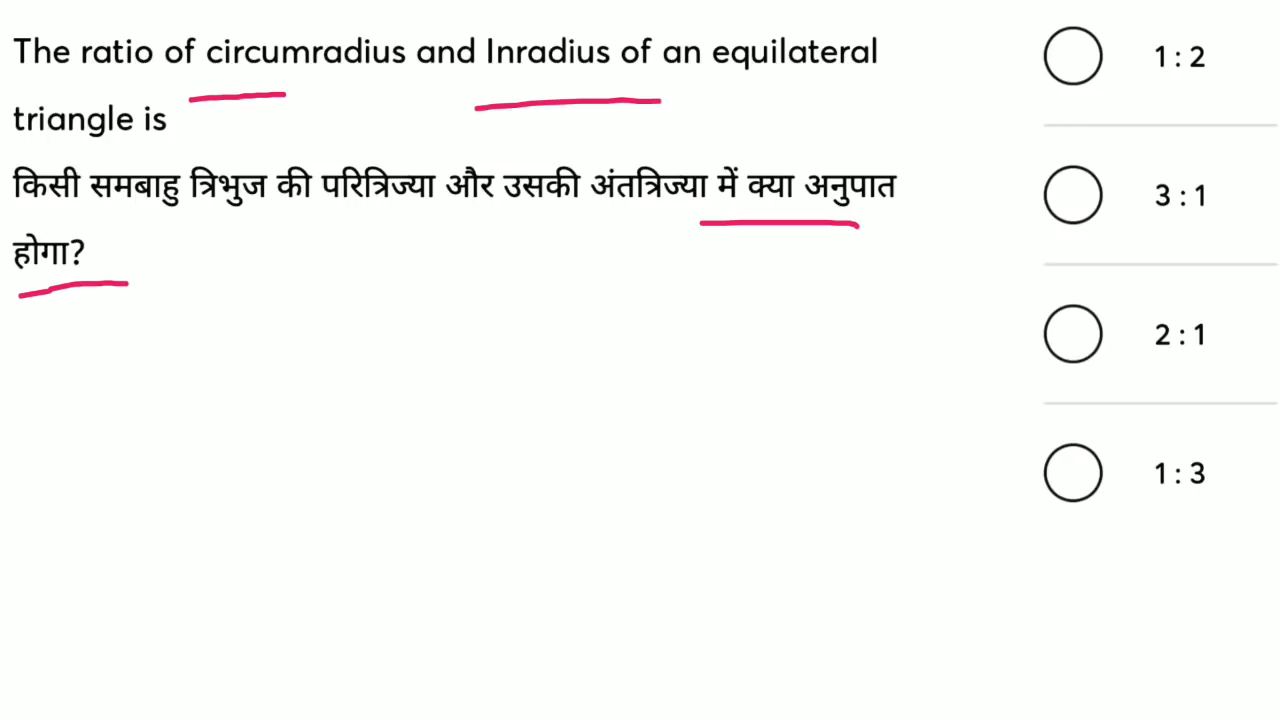 The ratio of circumradius and Inradius of an equilateral
triangle is
किसी समबाहु त्रिभुज की परित्रिज्या और उसकी अंतत्रिज्या में क्या अनुपात
होगा?
1 : 2
3 : 1
2 : 1
1 : 3